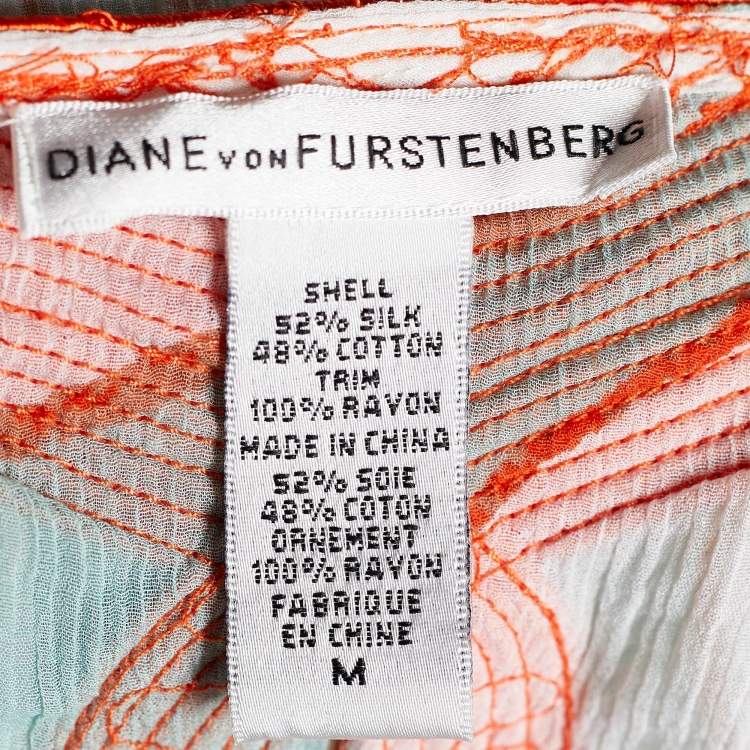 DIANE VON FURSTENBERG
SHELL
52% SILK
48% COTTON
TRIM
100% RAYON
MADE IN CHINA
52% SOIE
48% COTON
ORNEMENT
100% RAYON
FABRIQUE
EN CHINE
M